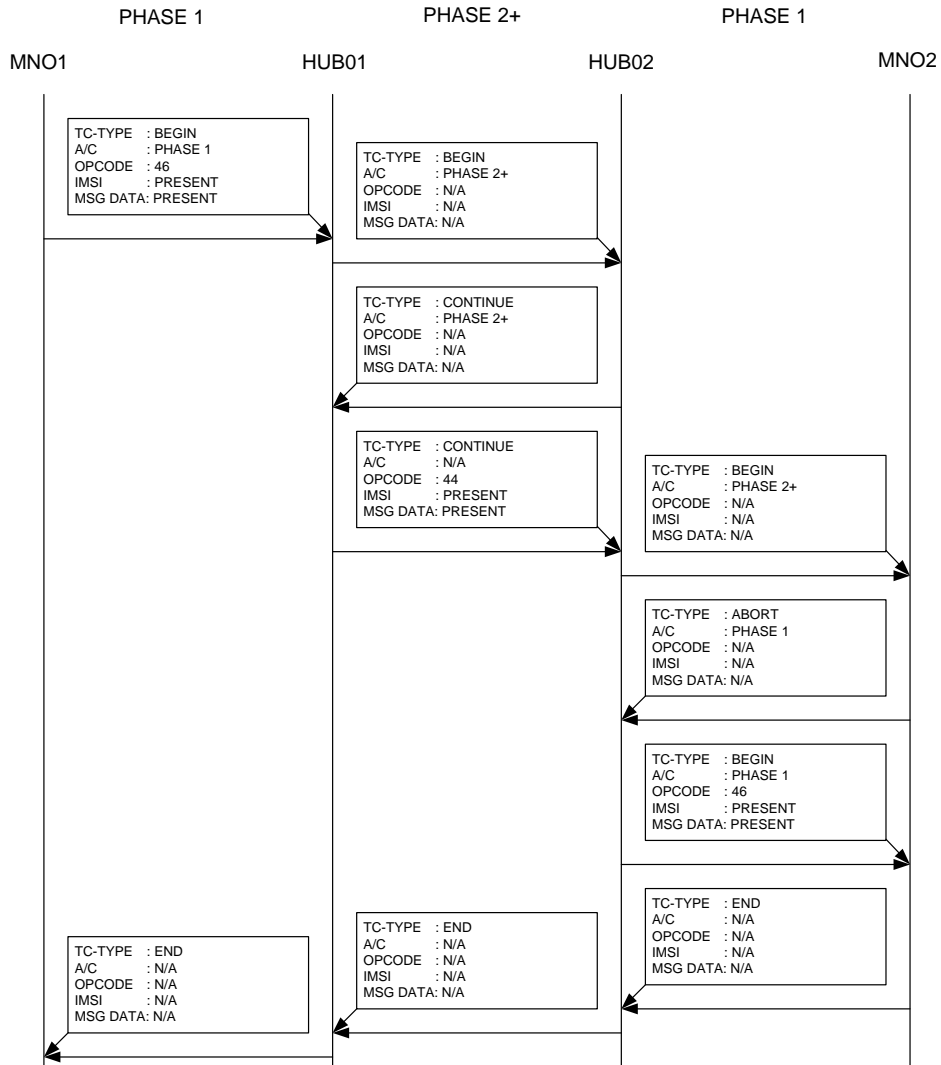 PHASE 1 PHASE 2+ PHASE 1
MNO1 HUB01 HUB02 MNO2
TC-TYPE : BEGIN
A/C : PHASE 1
OPCODE : 46
IMSI : PRESENT
MSG DATA: PRESENT
TC-TYPE : BEGIN
A/C : PHASE 2+
OPCODE : N/A
IMSI : N/A
MSG DATA: N/A
TC-TYPE : CONTINUE
A/C : PHASE 2+
OPCODE : N/A
IMSI : N/A
MSG DATA: N/A
TC-TYPE : CONTINUE
A/C : N/A
OPCODE : 44
IMSI : PRESENT
MSG DATA: PRESENT
TC-TYPE : BEGIN
A/C : PHASE 2+
OPCODE : N/A
IMSI : N/A
MSG DATA: N/A
TC-TYPE : ABORT
A/C : PHASE 1
OPCODE : N/A
IMSI : N/A
MSG DATA: N/A
TC-TYPE : BEGIN
A/C : PHASE 1
OPCODE : 46
IMSI : PRESENT
MSG DATA: PRESENT
TC-TYPE : END
A/C : N/A
OPCODE : N/A
IMSI : N/A
MSG DATA: N/A
TC-TYPE : END
A/C : N/A
OPCODE : N/A
IMSI : N/A
MSG DATA: N/A
TC-TYPE : END
A/C : N/A
OPCODE : N/A
IMSI : N/A
MSG DATA: N/A